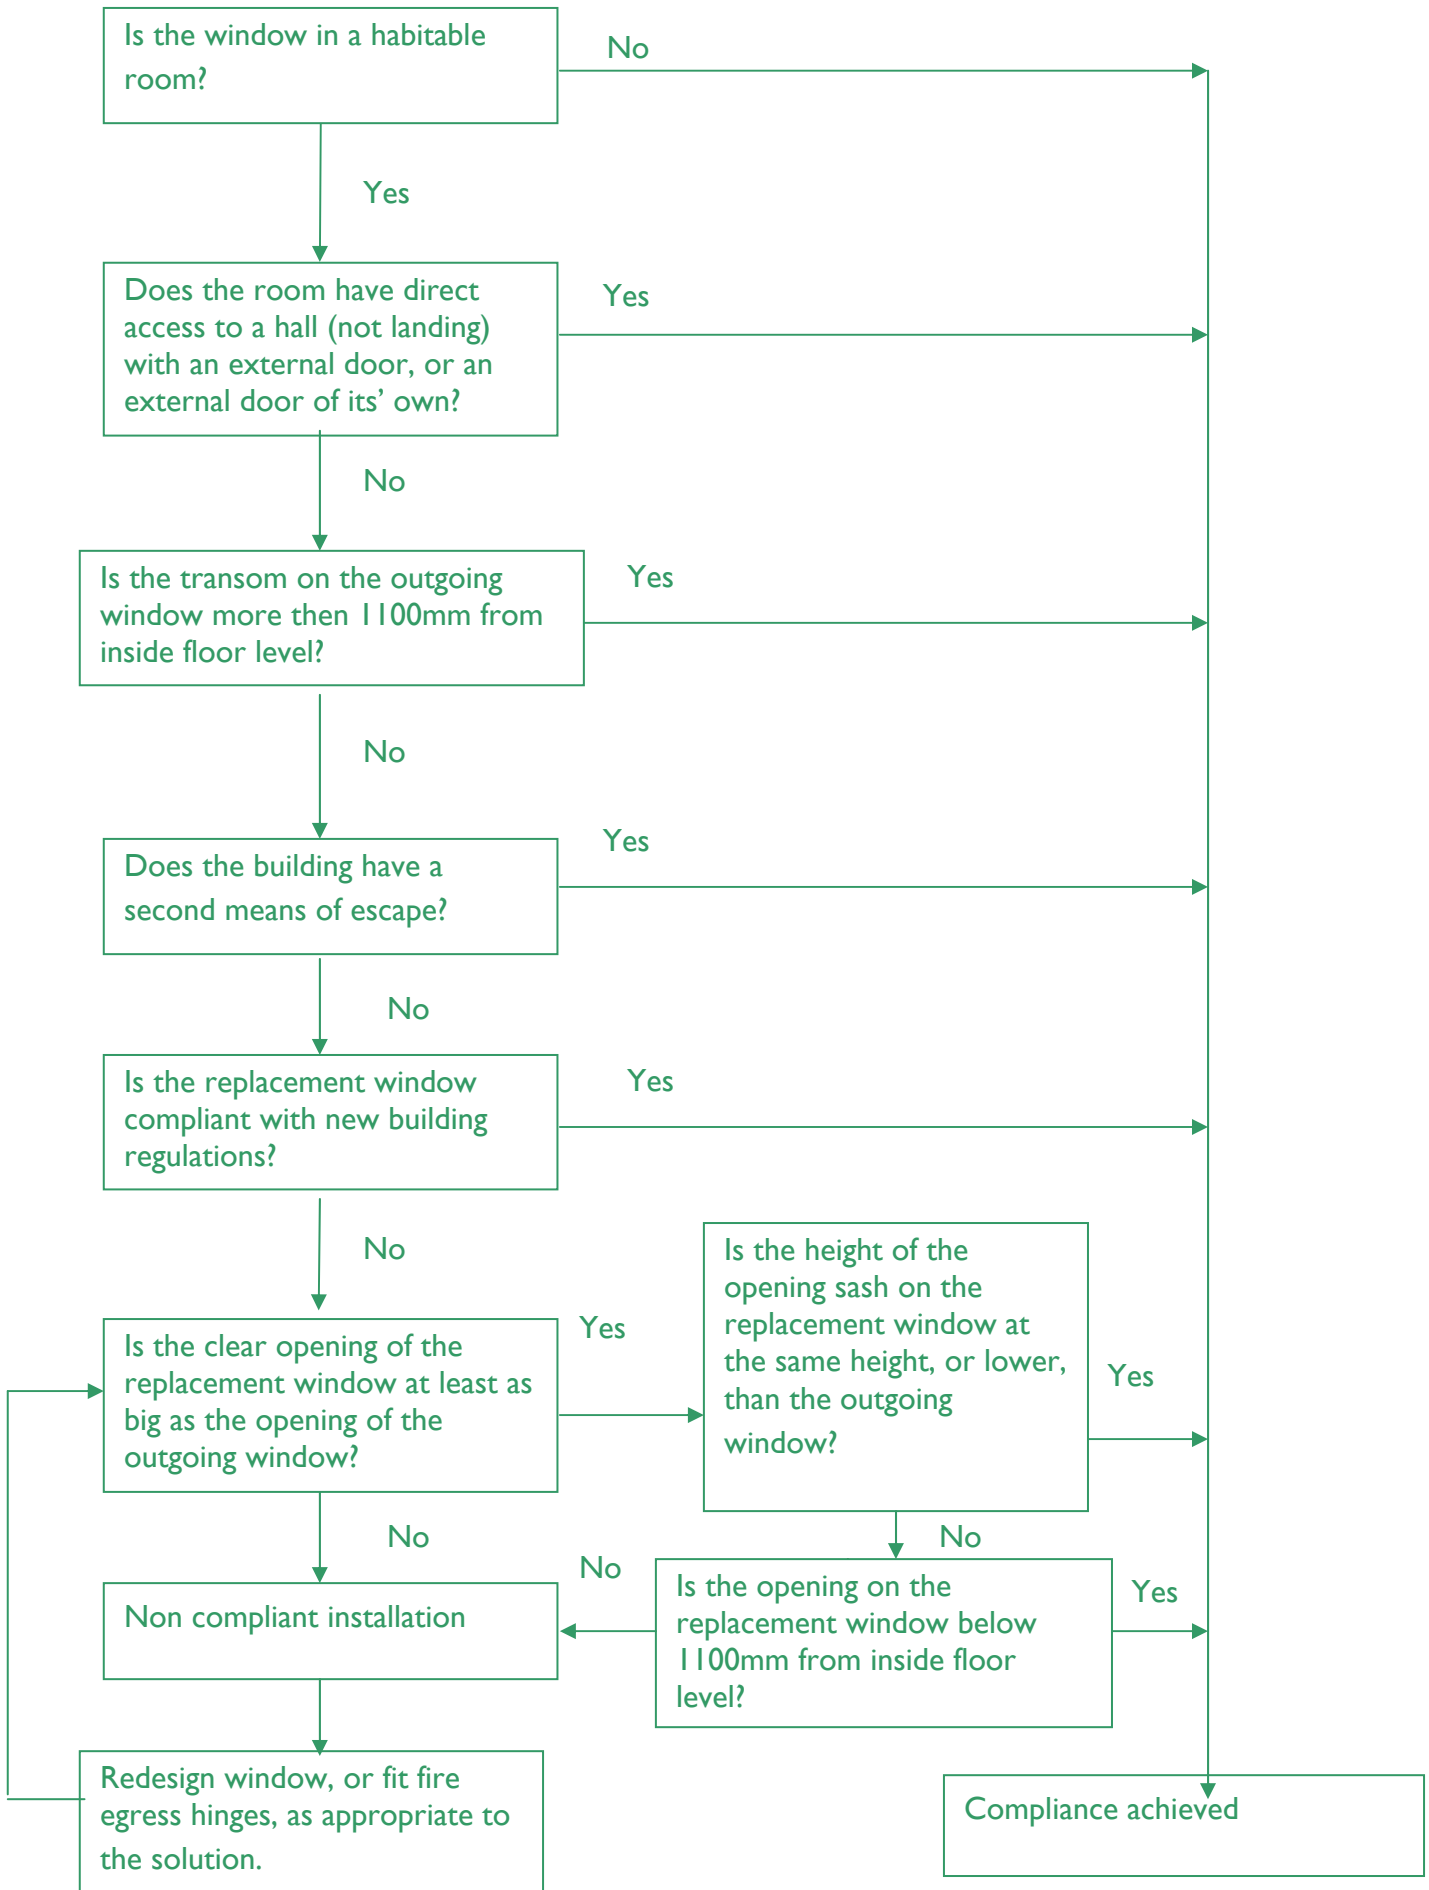 Is the window in a habitable
room?
No
Yes
Does the room have direct
access to a hall (not landing)
with an external door, or an
external door of its’ own?
Yes
No
Is the transom on the outgoing
window more then 1100mm from
inside floor level?
Yes
No
Does the building have a
second means of escape?
Yes
No
Is the replacement window
compliant with new building
regulations?
Yes
No
Is the clear opening of the
replacement window at least as
big as the opening of the
outgoing window?
Yes
Is the height of the
opening sash on the
replacement window at
the same height, or lower,
than the outgoing
window?
Yes
No
No
No
Is the opening on the
replacement window below
1100mm from inside floor
level?
Yes
Non compliant installation
Redesign window, or fit fire
egress hinges, as appropriate to
the solution.
Compliance achieved